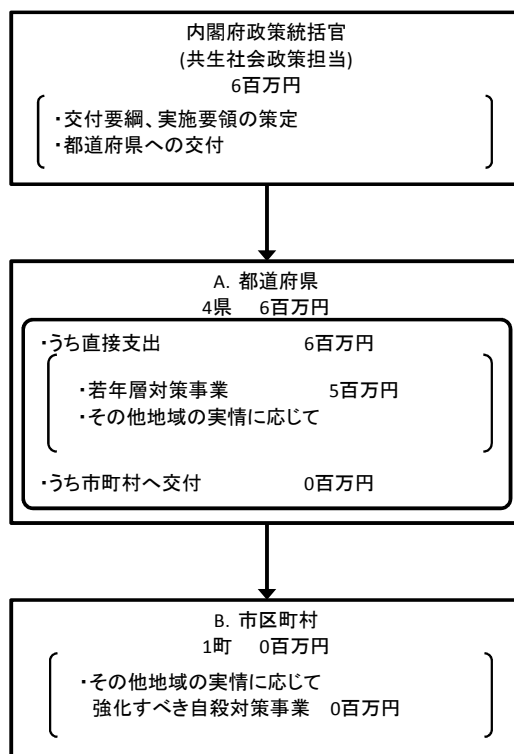 内閣府政策統括官
(共生社会政策担当)
6百万円
・交付要綱、実施要領の策定
・都道府県への交付
A. 都道府県
4県 6百万円
・うち直接支出 6百万円
・若年層対策事業 5百万円
・その他地域の実情に応じて
・うち市町村へ交付 0百万円
B. 市区町村
1町 0百万円
・その他地域の実情に応じて
強化すべき自殺対策事業 0百万円